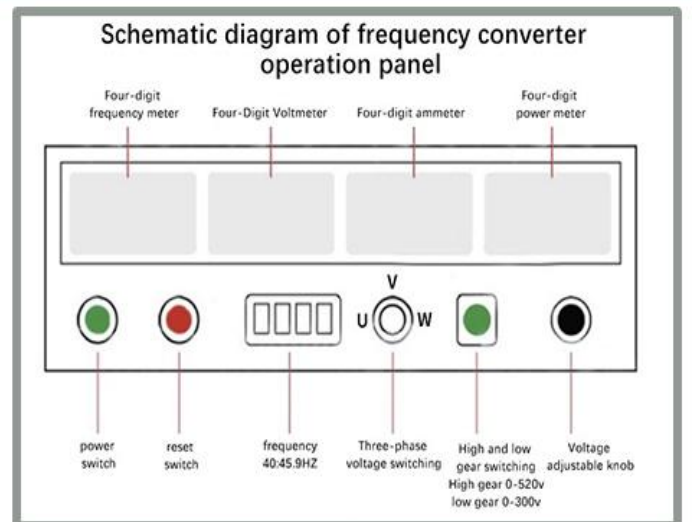 Schematic diagram of frequency converter
operation panel
Four-digit
frequency meter
Four-Digit Voltmeter
Four-digit ammeter
Four-digit
power meter
V
U
W
power
switch
reset
switch
frequency
40:45.9HZ
Three-phase
voltage switching
High and low
gear switching
High gear 0-520v
low gear 0-300v
Voltage
adjustable knob